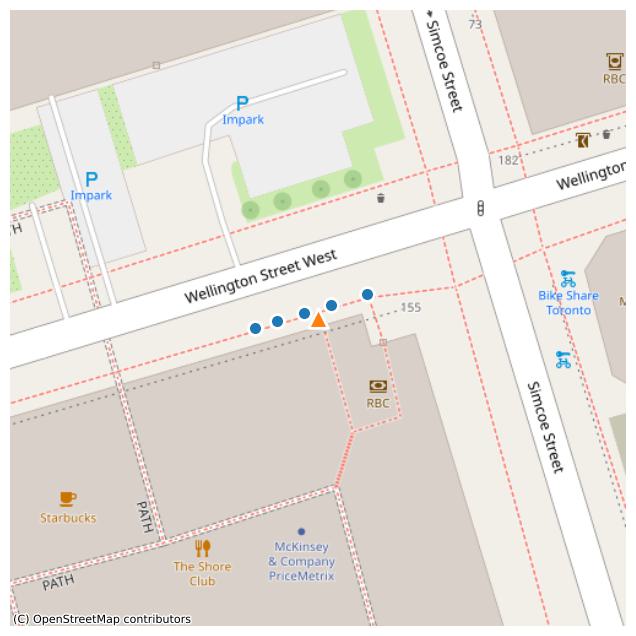 Simcoe Street
73
RBC
P
Impark
182
Wellington
P
Impark
TH
Wellington Street West
Bike Share
Toronto
155
RBC
Simcoe Street
Starbucks
PATH
McKinsey
& Company
PriceMetrix
The Shore
Club
PATH
(C) OpenStreetMap contributors